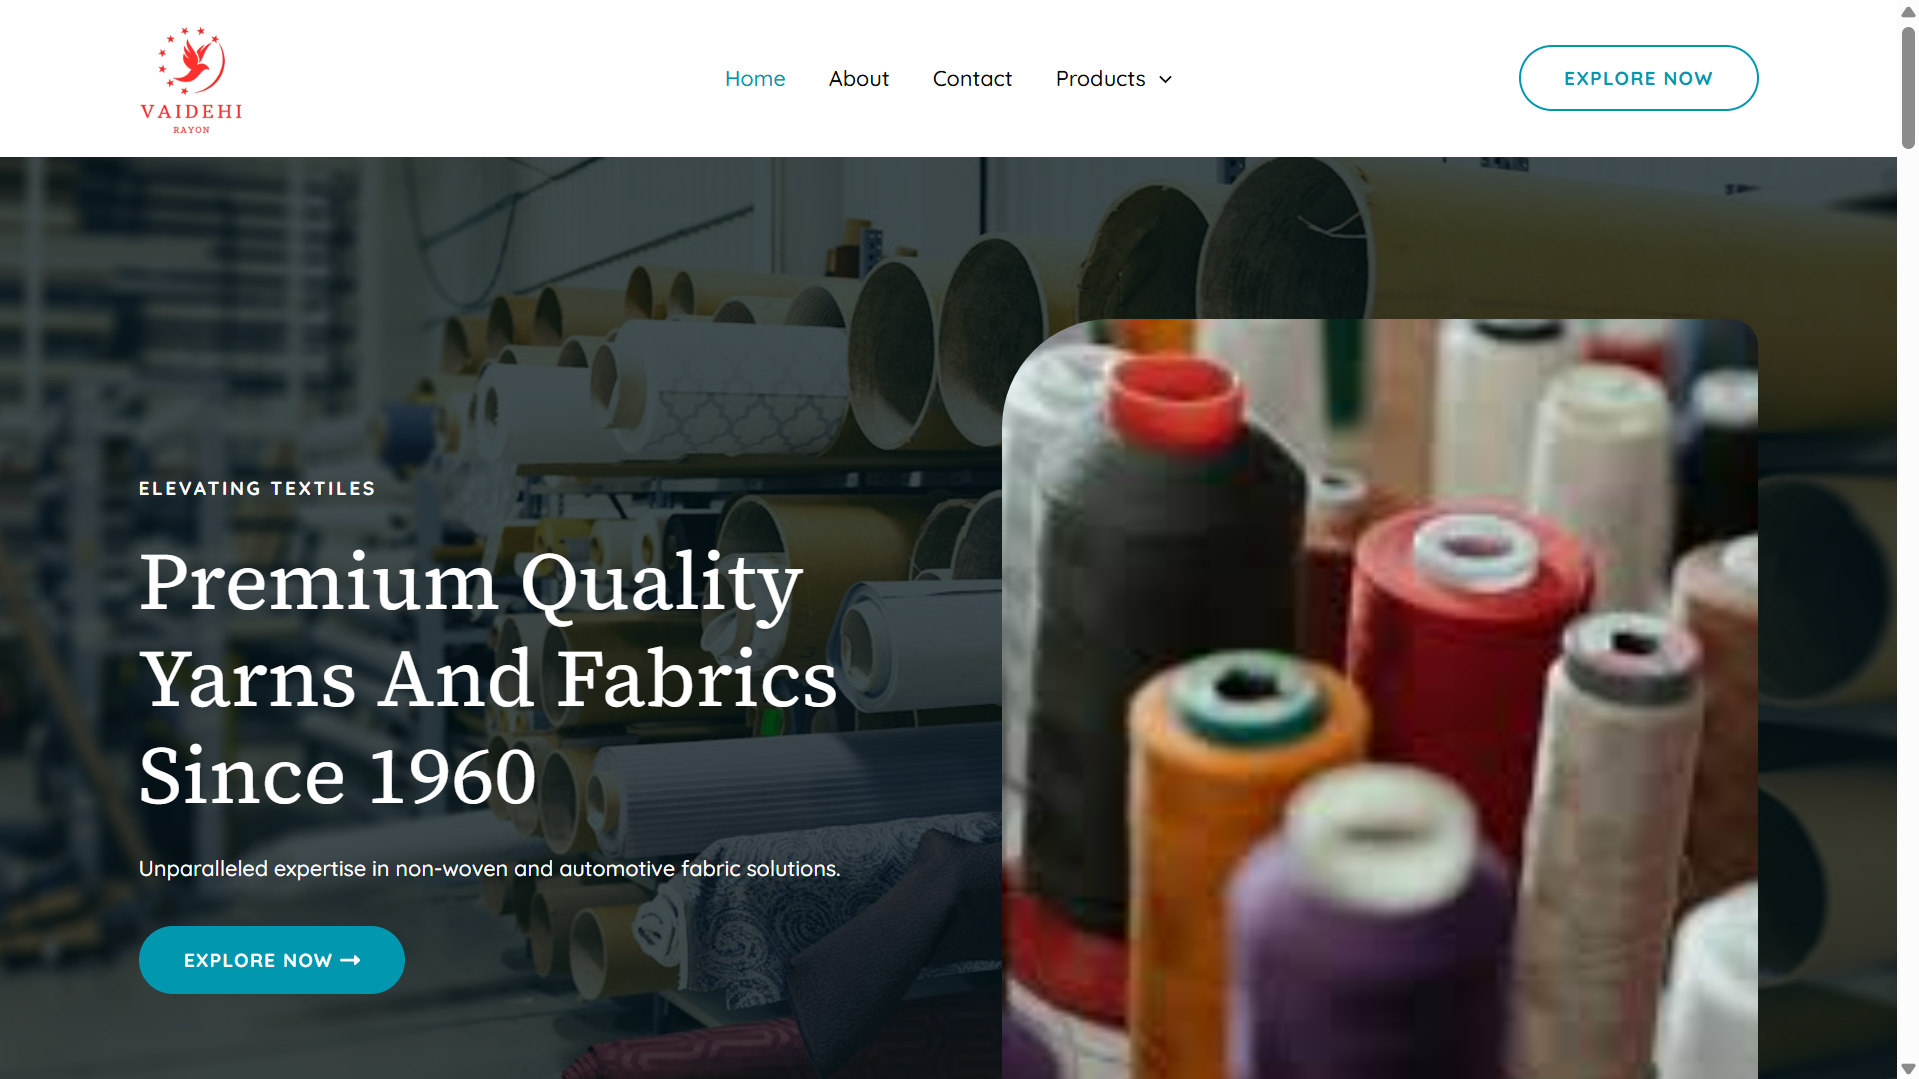 VAIDEHI
RAYON
Home
About
Contact
Products
EXPLORE NOW
ELEVATING TEXTILES
Premium Quality
Yarns And Fabrics
Since 1960
Unparalleled expertise in non-woven and automotive fabric solutions.
EXPLORE NOW →